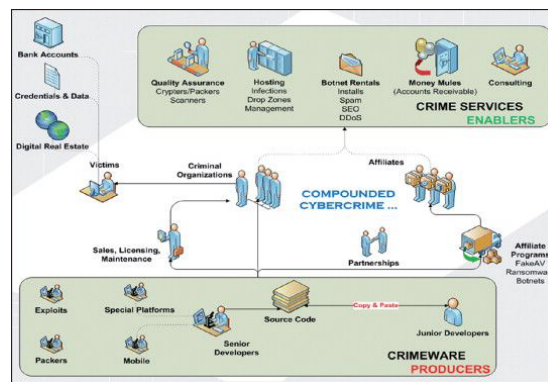 Bank Accounts
Credentials & Data
Digital Real Estate
Victims
Quality Assurance
Crypters/Packers
Scanners
Hosting
Infections
Drop Zones
Management
Botnet Rentals
Installs
Spam
SEO
DDoS
Money Mules
(Accounts Receivable)
Consulting
CRIME SERVICES
ENABLERS
Criminal
Organizations
Affiliates
COMPOUNDED
CYBERCRIME ...
Sales, Licensing,
Maintenance
Partnerships
Affiliate
Programs
FakeAV
Ransomwa
Botnets
Exploits
Special Platforms
Source Code
Copy & Paste
Packers
Mobile
Senior
Developers
Junior Developers
CRIMEWARE
PRODUCERS